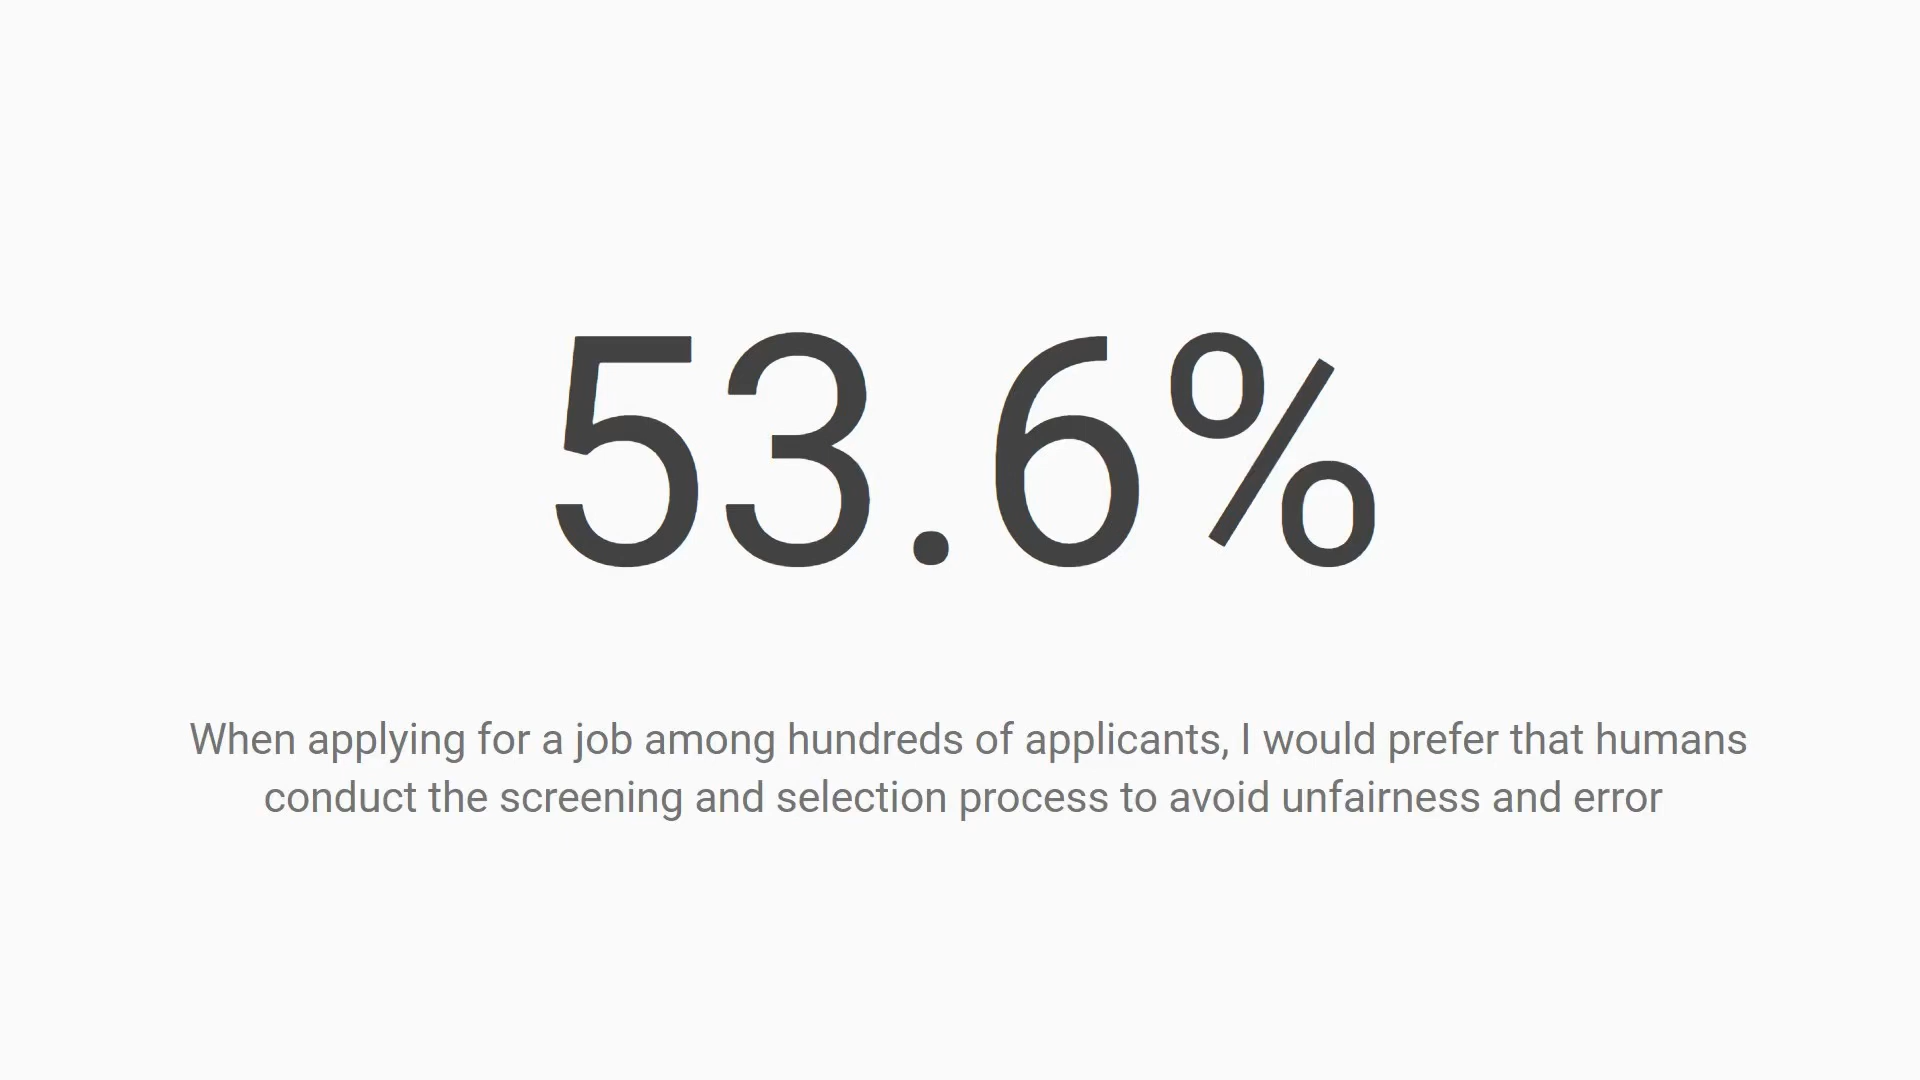 53.6%
When applying for a job among hundreds of applicants, I would prefer that humans
conduct the screening and selection process to avoid unfairness and error